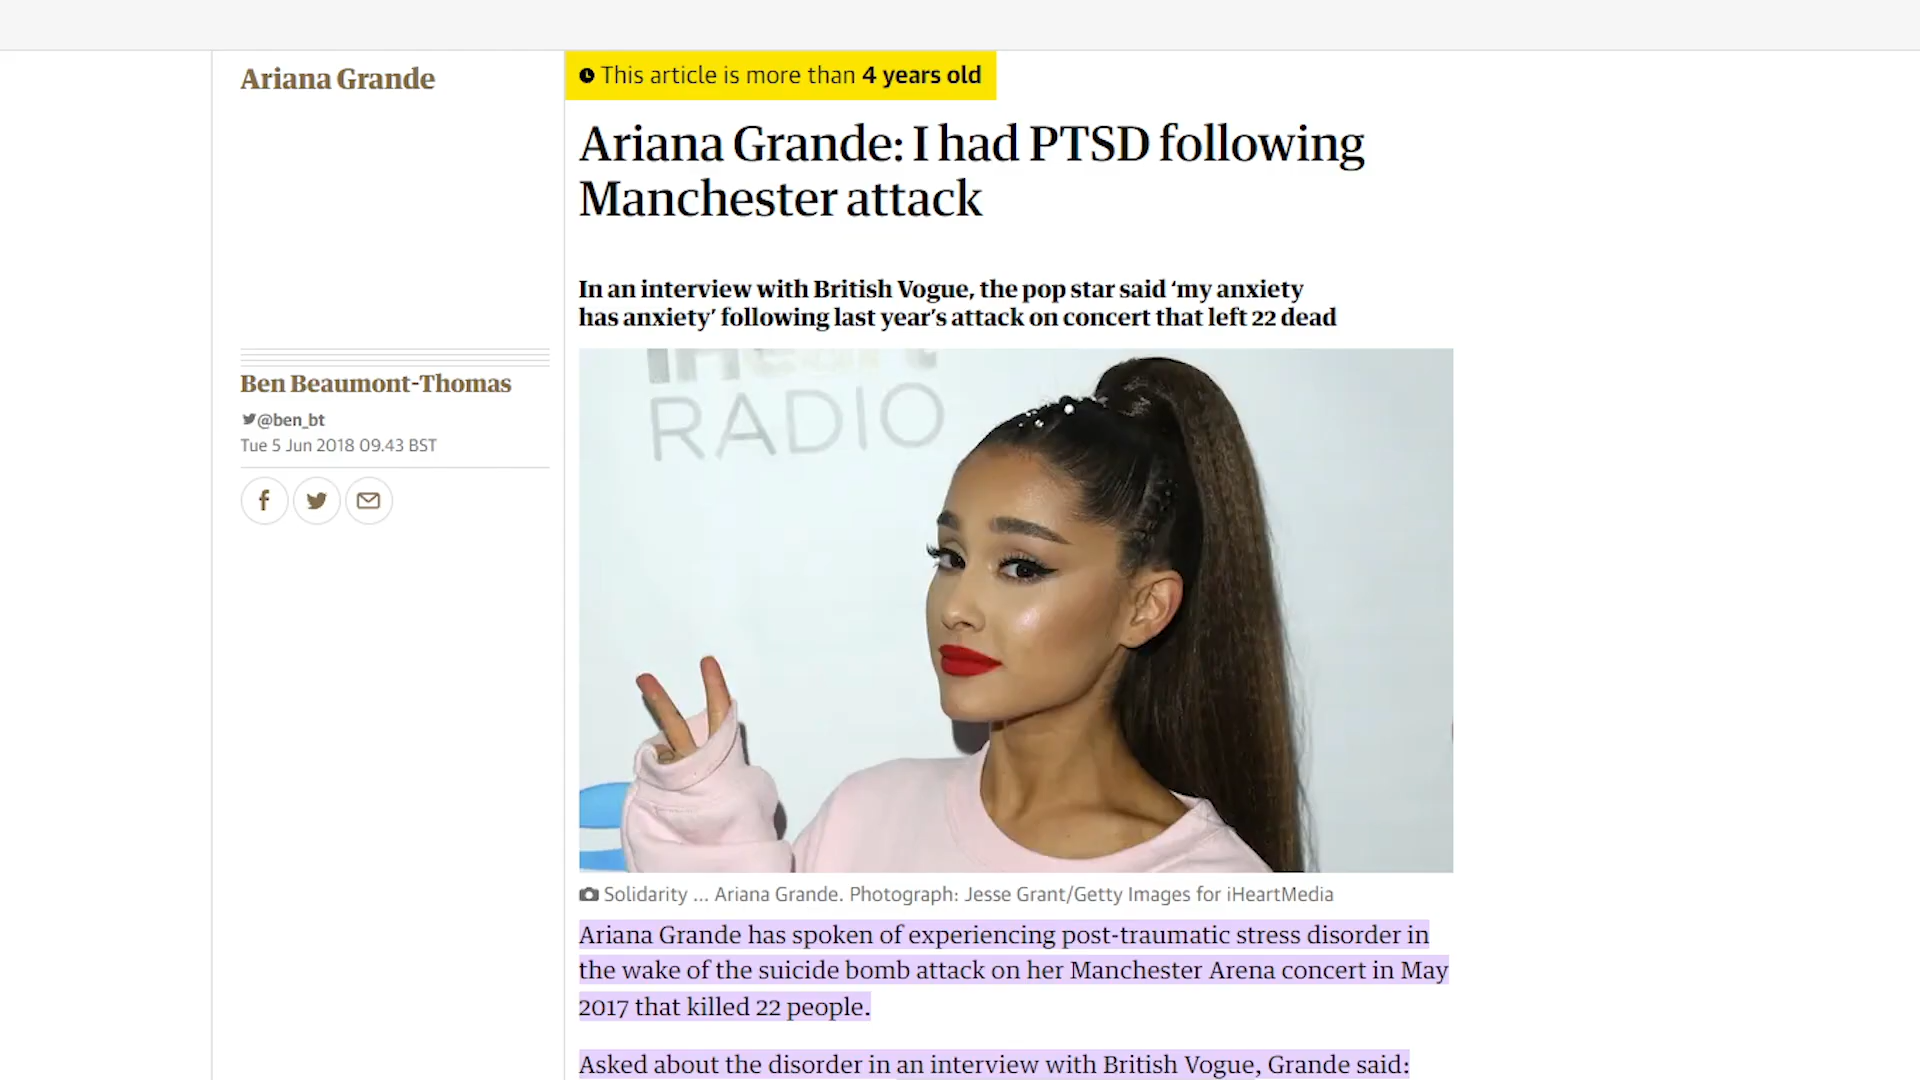 Ariana Grande
This article is more than 4 years old
Ariana Grande: I had PTSD following
Manchester attack
In an interview with British Vogue, the pop star said ‘my anxiety
has anxiety’ following last year’s attack on concert that left 22 dead
Ben Beaumont-Thomas
@ben_bt
Tue 5 Jun 2018 09.43 BST
iHeart
RADIO
Solidarity ... Ariana Grande. Photograph: Jesse Grant/Getty Images for iHeartMedia
Ariana Grande has spoken of experiencing post-traumatic stress disorder in
the wake of the suicide bomb attack on her Manchester Arena concert in May
2017 that killed 22 people.
Asked about the disorder in an interview with British Vogue, Grande said: